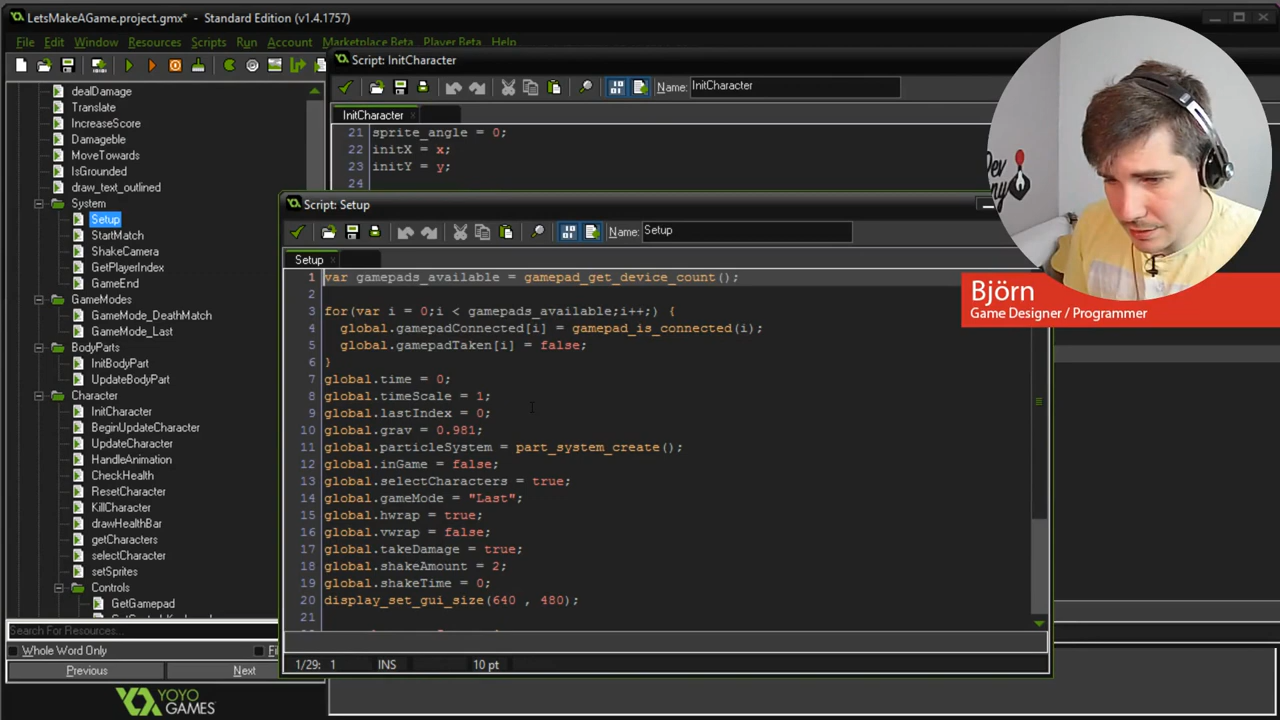 LetsMakeAGame.project.gmx* - Standard Edition (v1.4.1757)
File Edit Window Resources Scripts Run Account Marketplace Beta Player Beta Help
dealDamage
Translate
IncreaseScore
Damageable
MoveTowards
IsGrounded
draw_text_outlined
System
Setup
StartMatch
ShakeCamera
GetPlayerIndex
GameEnd
GameModes
GameMode_DeathMatch
GameMode_Last
BodyParts
InitBodyPart
UpdateBodyPart
Character
InitCharacter
BeginUpdateCharacter
UpdateCharacter
HandleAnimation
CheckHealth
ResetCharacter
KillCharacter
drawHealthBar
getCharacters
selectCharacter
setSprites
Controls
GetGamepad
Search For Resources...
Whole Word Only
Previous Next
YOYO
GAMES™
Script: InitCharacter
Name: InitCharacter
InitCharacter
21 sprite_angle = 0;
22 initX = x;
23 initY = y;
24
Script: Setup
Name: Setup
Setup
1 var gamepads_available = gamepad_get_device_count();
2
3 for(var i = 0;i < gamepads_available;i++;) {
4 global.gamepadConnected[i] = gamepad_is_connected(i);
5 global.gamepadTaken[i] = false;
6 }
7 global.time = 0;
8 global.timeScale = 1;
9 global.lastIndex = 0;
10 global.grav = 0.981;
11 global.particleSystem = part_system_create();
12 global.inGame = false;
13 global.selectCharacters = true;
14 global.gameMode = "Last";
15 global.hwrap = true;
16 global.vwrap = false;
17 global.takeDamage = true;
18 global.shakeAmount = 2;
19 global.shakeTime = 0;
20 display_set_gui_size(640 , 480);
21
1/29: 1 INS 10 pt
Dev
Björn
Game Designer / Programmer